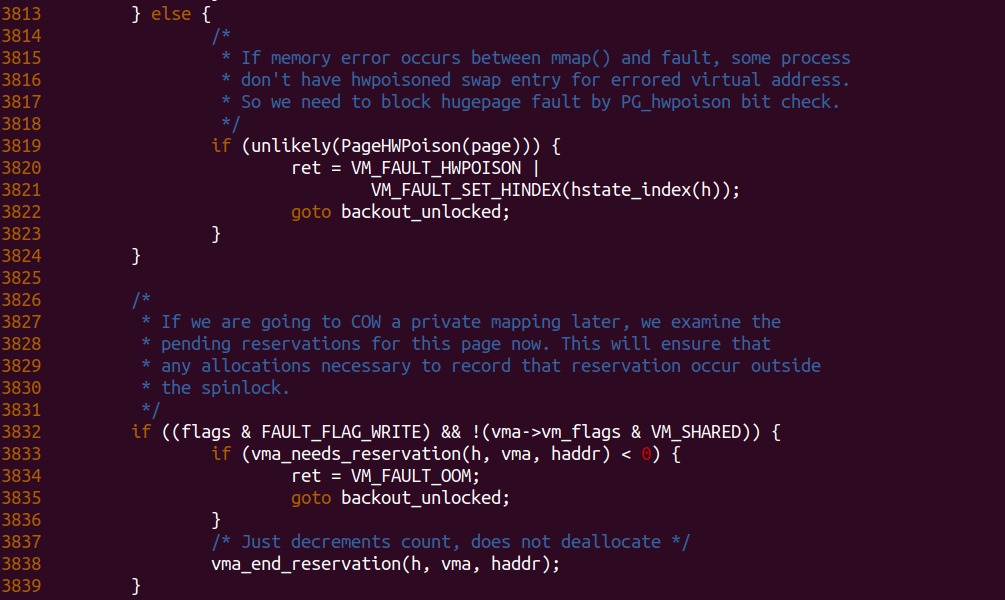 3813         } else {
3814                 /*
3815                  * If memory error occurs between mmap() and fault, some process
3816                  * don't have hwpoisoned swap entry for errored virtual address.
3817                  * So we need to block hugepage fault by PG_hwpoison bit check.
3818                  */
3819                 if (unlikely(PageHWPoison(page))) {
3820                         ret = VM_FAULT_HWPOISON |
3821                                 VM_FAULT_SET_HINDEX(hstate_index(h));
3822                         goto backout_unlocked;
3823                 }
3824         }
3825
3826         /*
3827          * If we are going to COW a private mapping later, we examine the
3828          * pending reservations for this page now. This will ensure that
3829          * any allocations necessary to record that reservation occur outside
3830          * the spinlock.
3831          */
3832         if ((flags & FAULT_FLAG_WRITE) && !(vma->vm_flags & VM_SHARED)) {
3833                 if (vma_needs_reservation(h, vma, haddr) < 0) {
3834                         ret = VM_FAULT_OOM;
3835                         goto backout_unlocked;
3836                 }
3837                 /* Just decrements count, does not deallocate */
3838                 vma_end_reservation(h, vma, haddr);
3839         }